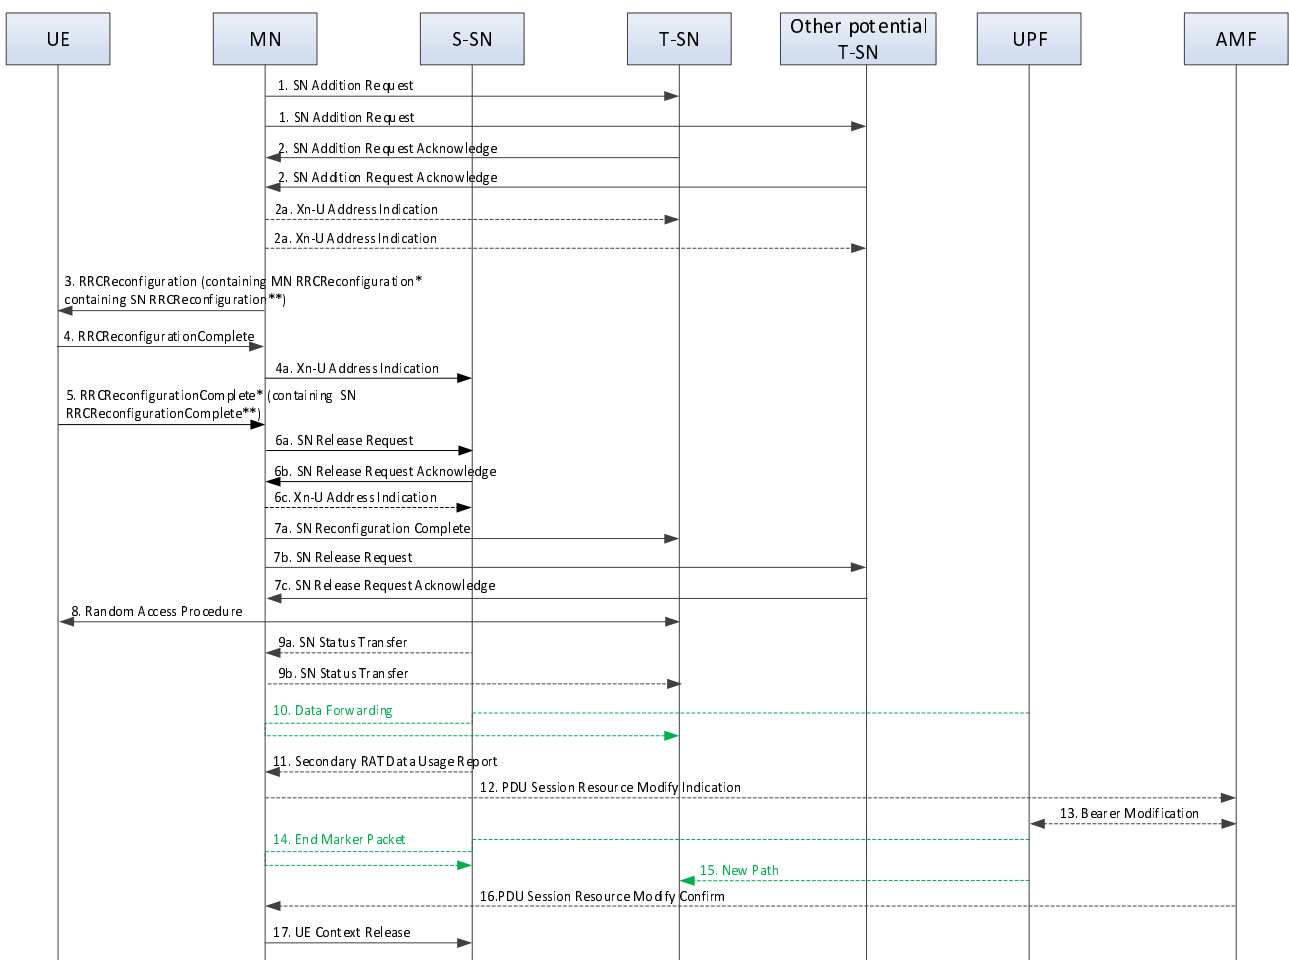 UE
MN
S-SN
T-SN
Other potential
T-SN
UPF
AMF
1. SN Addition Request
1. SN Addition Request
2. SN Addition Request Acknowledge
2. SN Addition Request Acknowledge
2a. Xn-U Address Indication
2a. Xn-U Address Indication
3. RRCReconfiguration (containing MN RRCReconfiguration*
containing SN RRCReconfiguration**)
4. RRCReconfigurationComplete
4a. Xn-U Address Indication
5. RRCReconfigurationComplete* (containing SN
RRCReconfigurationComplete**)
6a. SN Release Request
6b. SN Release Request Acknowledge
6c. Xn-U Address Indication
7a. SN Reconfiguration Complete
7b. SN Release Request
7c. SN Release Request Acknowledge
8. Random Access Procedure
9a. SN Status Transfer
9b. SN Status Transfer
10. Data Forwarding
11. Secondary RAT Data Usage Report
12. PDU Session Resource Modify Indication
13. Bearer Modification
14. End Marker Packet
15. New Path
16.PDU Session Resource Modify Confirm
17. UE Context Release